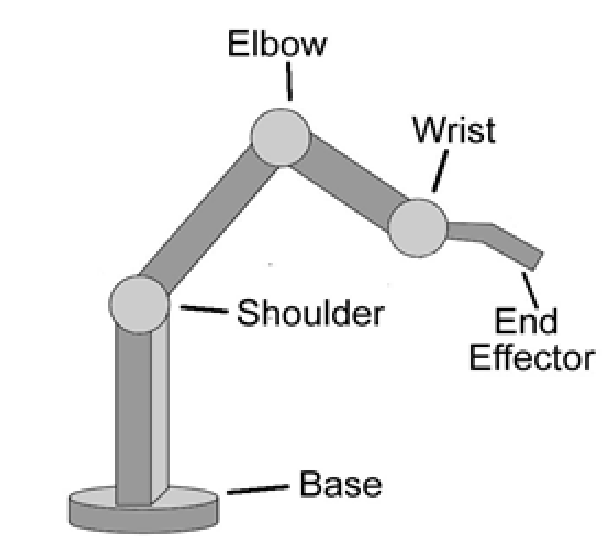 Elbow
Wrist
Shoulder
End
Effector
Base